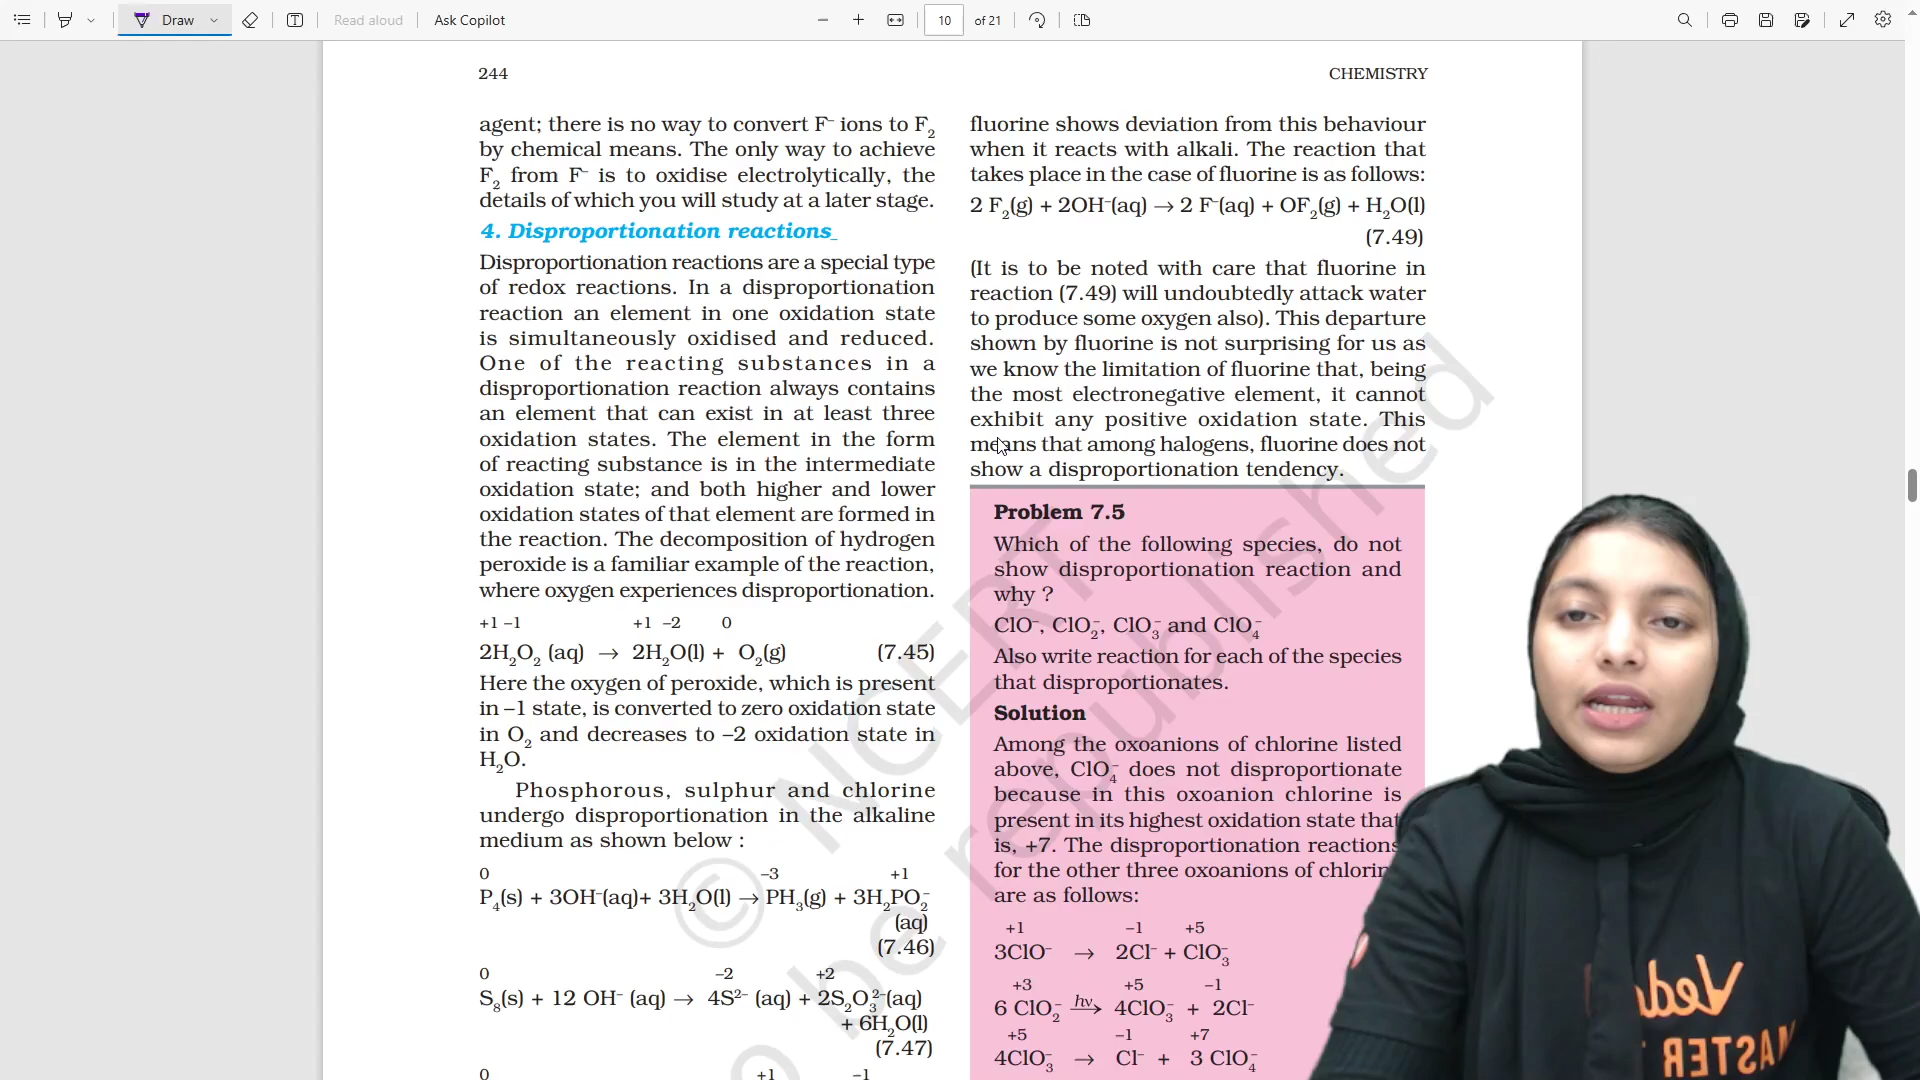 Draw
Read aloud
Ask Copilot
10
of 21
244
CHEMISTRY
agent; there is no way to convert F– ions to F2
by chemical means. The only way to achieve
F2 from F– is to oxidise electrolytically, the
details of which you will study at a later stage.
4. Disproportionation reactions
Disproportionation reactions are a special type
of redox reactions. In a disproportionation
reaction an element in one oxidation state
is simultaneously oxidised and reduced.
One of the reacting substances in a
disproportionation reaction always contains
an element that can exist in at least three
oxidation states. The element in the form
of reacting substance is in the intermediate
oxidation state; and both higher and lower
oxidation states of that element are formed in
the reaction. The decomposition of hydrogen
peroxide is a familiar example of the reaction,
where oxygen experiences disproportionation.
+1 –1 +1 –2 0
2H2O2 (aq) → 2H2O(l) + O2(g) (7.45)
Here the oxygen of peroxide, which is present
in –1 state, is converted to zero oxidation state
in O2 and decreases to –2 oxidation state in
H2O.
Phosphorous, sulphur and chlorine
undergo disproportionation in the alkaline
medium as shown below :
0 –3 +1
P4(s) + 3OH–(aq)+ 3H2O(l) → PH3(g) + 3H2PO2–
(aq)
(7.46)
0 –2 +2
S8(s) + 12 OH– (aq) → 4S2– (aq) + 2S2O32–(aq)
+ 6H2O(l)
(7.47)
0 +1 –1
fluorine shows deviation from this behaviour
when it reacts with alkali. The reaction that
takes place in the case of fluorine is as follows:
2 F2(g) + 2OH–(aq) → 2 F–(aq) + OF2(g) + H2O(l)
(7.49)
(It is to be noted with care that fluorine in
reaction (7.49) will undoubtedly attack water
to produce some oxygen also). This departure
shown by fluorine is not surprising for us as
we know the limitation of fluorine that, being
the most electronegative element, it cannot
exhibit any positive oxidation state. This
means that among halogens, fluorine does not
show a disproportionation tendency.
Problem 7.5
Which of the following species, do not
show disproportionation reaction and
why ?
ClO–, ClO2–, ClO3– and ClO4–
Also write reaction for each of the species
that disproportionates.
Solution
Among the oxoanions of chlorine listed
above, ClO4– does not disproportionate
because in this oxoanion chlorine is
present in its highest oxidation state that
is, +7. The disproportionation reactions
for the other three oxoanions of chlorin
are as follows:
+1 –1 +5
3ClO– → 2Cl– + ClO3–
+3 +5 –1
6 ClO2– hν→ 4ClO3– + 2Cl–
+5 –1 +7
4ClO3– → Cl– + 3 ClO4–
© NCERT
be republished
Veda
MASTER T